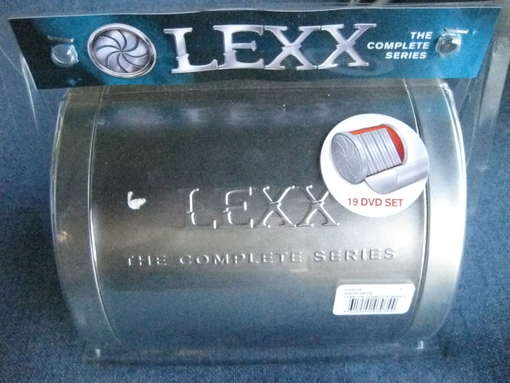 LEXX
THE
COMPLETE
SERIES
19 DVD SET
LEXX
THE COMPLETE SERIES